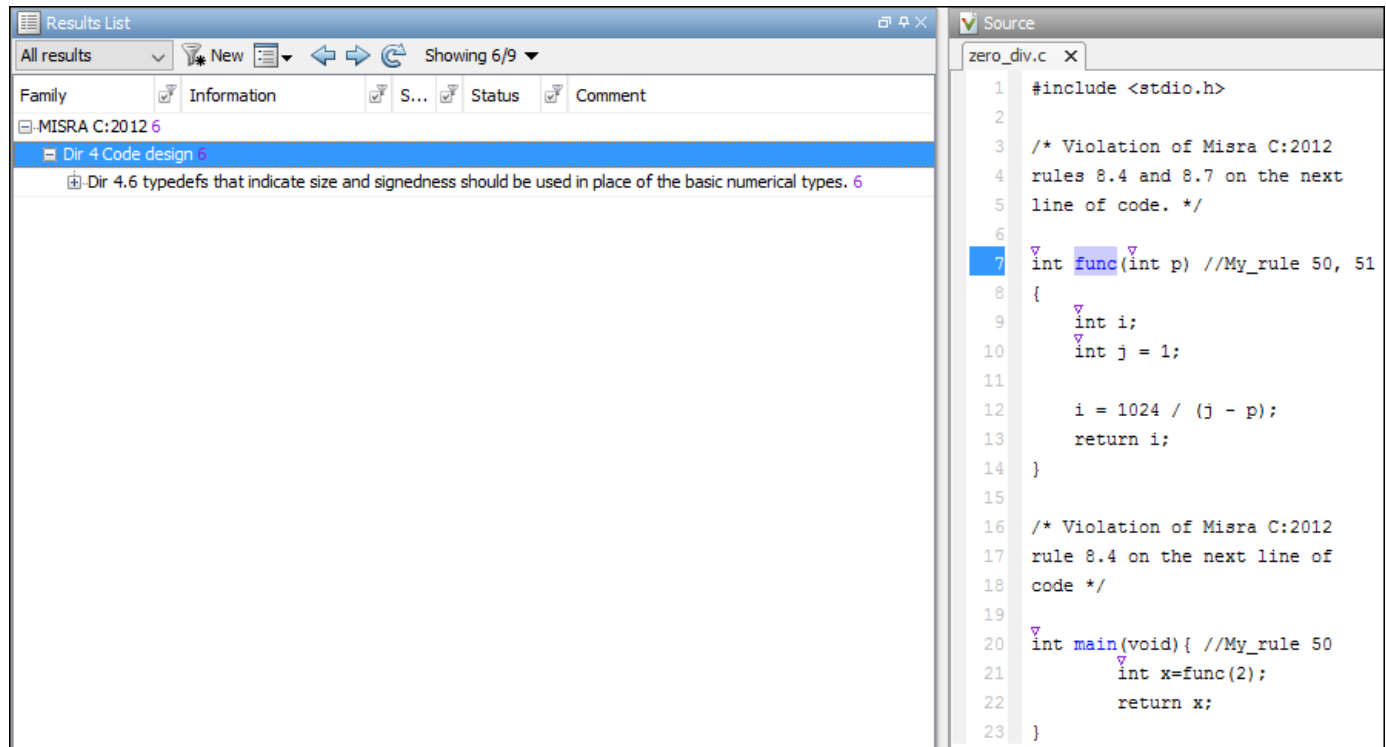 Results List
All results New Showing 6/9
Family Information S... Status Comment
MISRA C:2012 6
Dir 4 Code design 6
Dir 4.6 typedefs that indicate size and signedness should be used in place of the basic numerical types. 6
Source
zero_div.c X
1 #include <stdio.h>
2
3 /* Violation of Misra C:2012
4 rules 8.4 and 8.7 on the next
5 line of code. */
6
7 int func(int p) //My_rule 50, 51
8 {
9 int i;
10 int j = 1;
11
12 i = 1024 / (j - p);
13 return i;
14 }
15
16 /* Violation of Misra C:2012
17 rule 8.4 on the next line of
18 code */
19
20 int main(void){ //My_rule 50
21 int x=func(2);
22 return x;
23 }